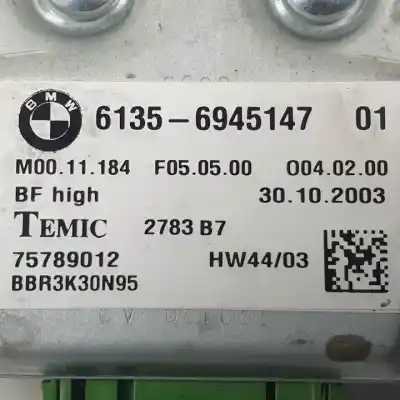 BMW
6135-6945147 01
M00.11.184 F05.05.00 O04.02.00
BF high 30.10.2003
TEMIC 2783 B7
75789012 HW44/03
BBR3K30N95